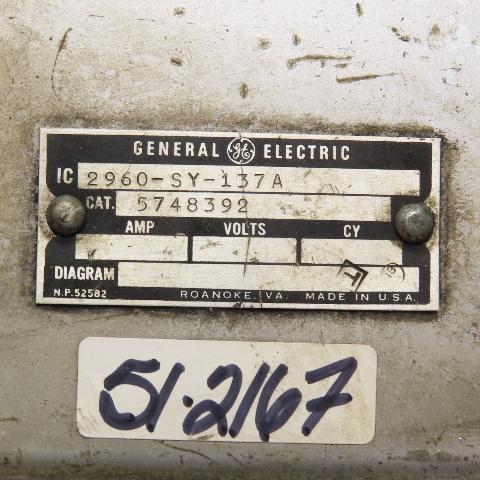 GENERAL GE ELECTRIC
IC 2960-SY-137A
CAT. 5748392
AMP VOLTS CY
DIAGRAM
N.P.52582 ROANOKE, VA. MADE IN U.S.A.
51-2167